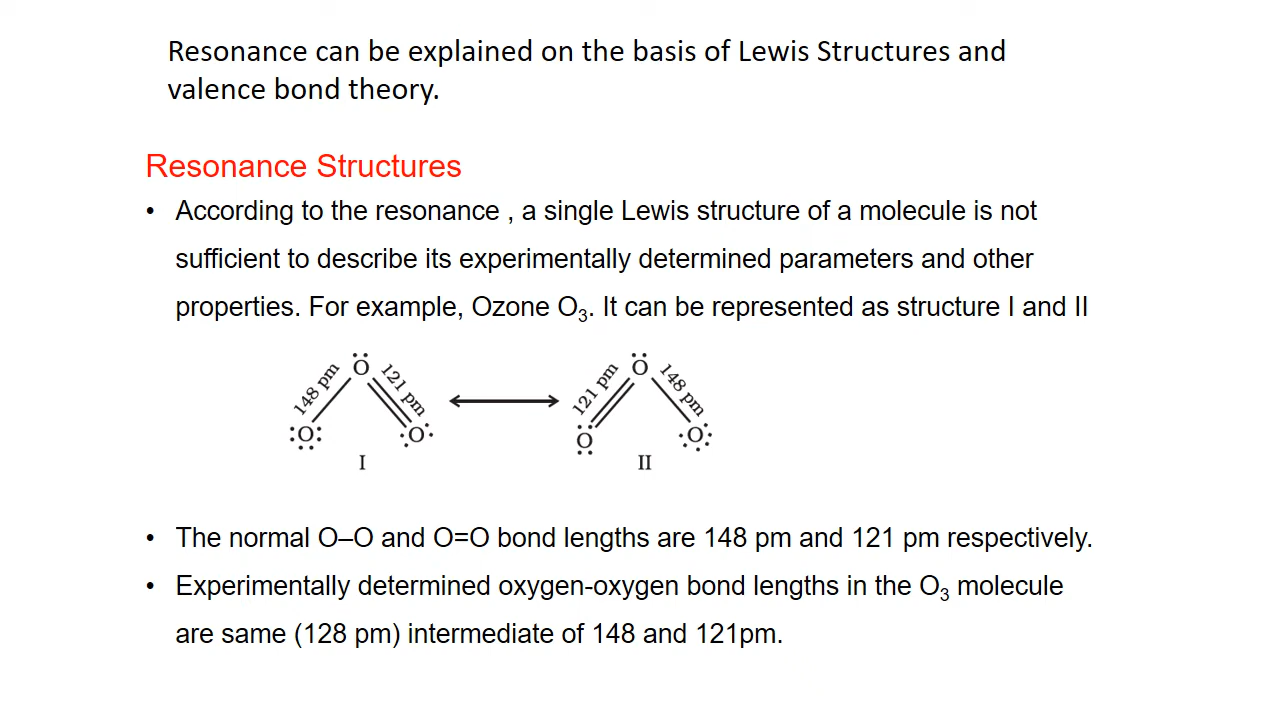 Resonance can be explained on the basis of Lewis Structures and
valence bond theory.
Resonance Structures
• According to the resonance , a single Lewis structure of a molecule is not
sufficient to describe its experimentally determined parameters and other
properties. For example, Ozone O₃. It can be represented as structure I and II
148 pm O 121 pm
O O
I
121 pm O 148 pm
O O
II
• The normal O–O and O=O bond lengths are 148 pm and 121 pm respectively.
• Experimentally determined oxygen-oxygen bond lengths in the O₃ molecule
are same (128 pm) intermediate of 148 and 121pm.